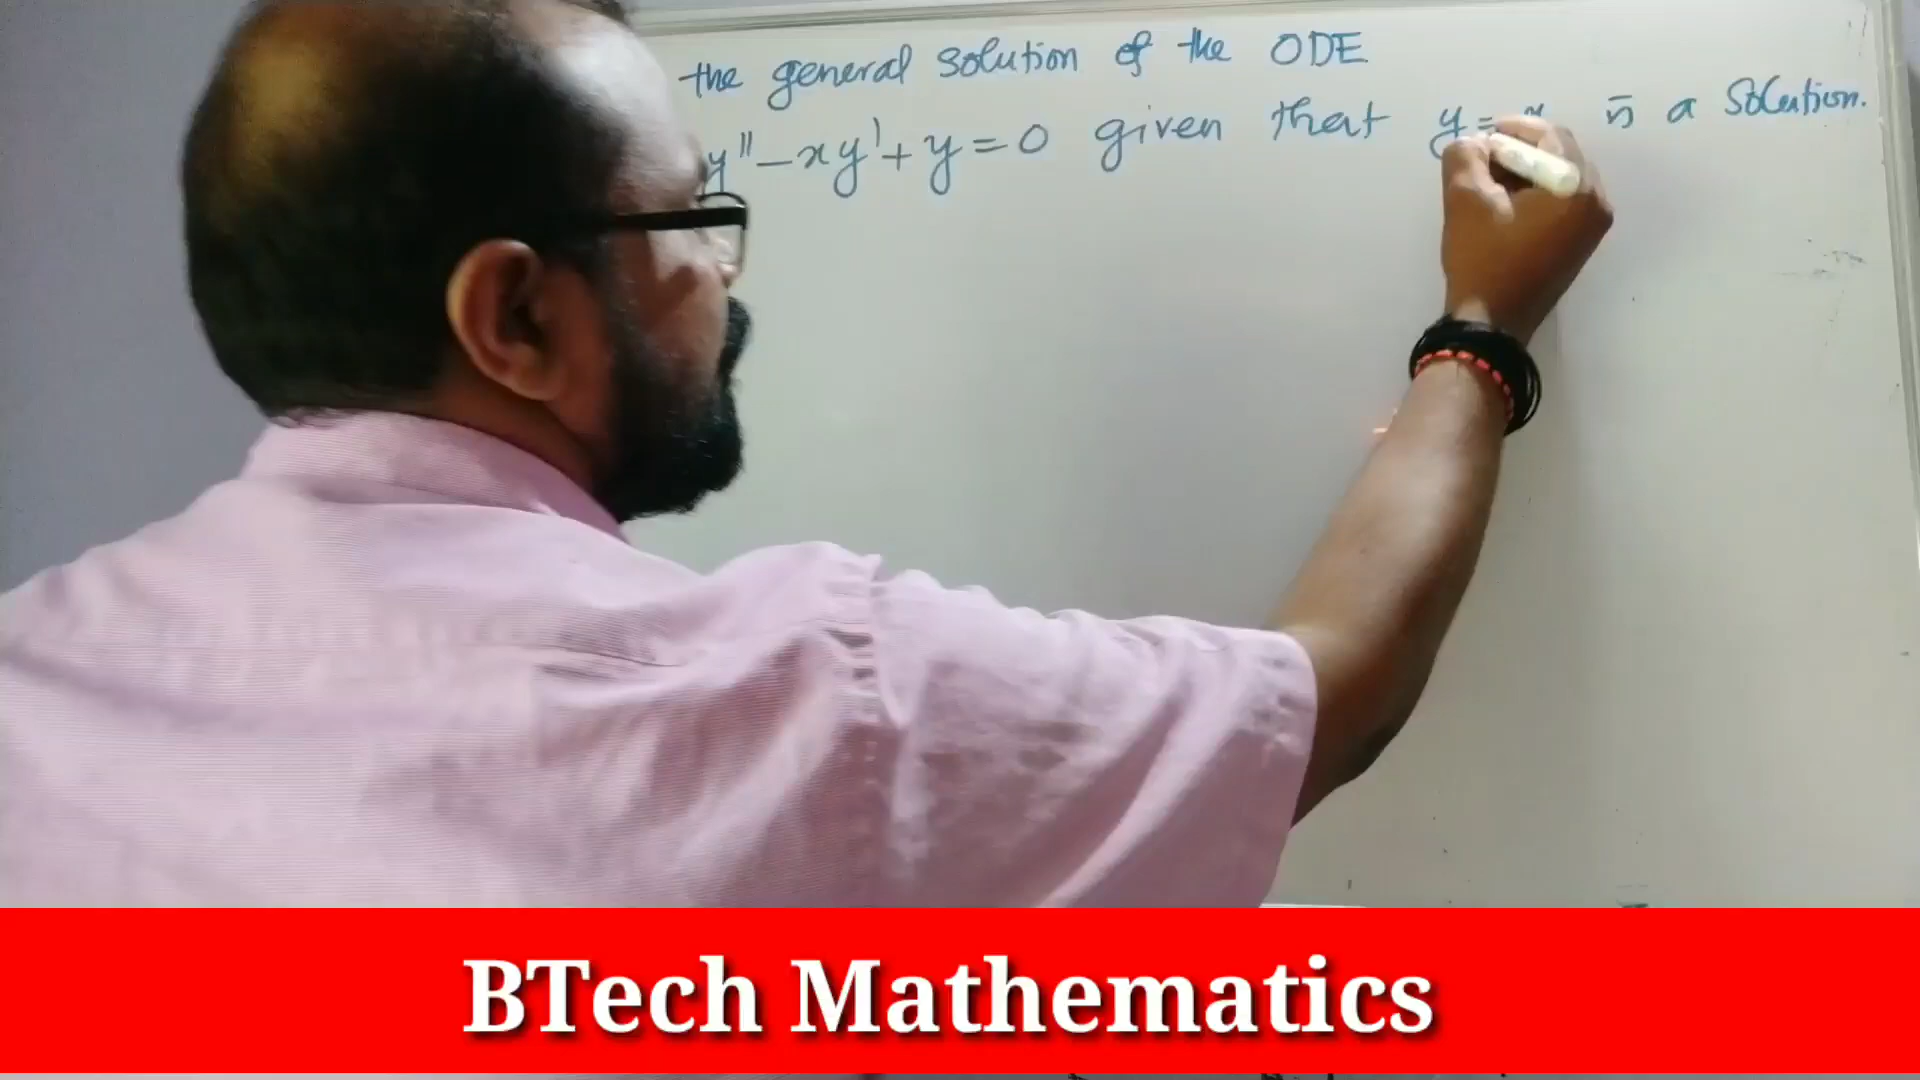 the general solution of the ODE
y'' - xy' + y = 0 given that y = x is a solution.
BTech Mathematics